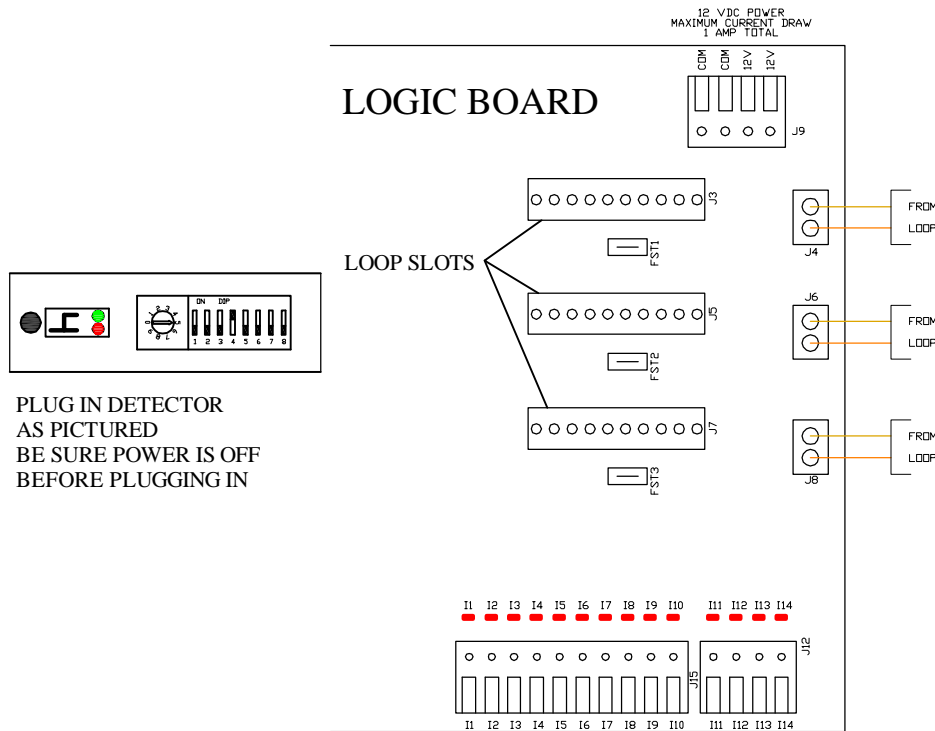 12 VDC POWER
MAXIMUM CURRENT DRAW
1 AMP TOTAL
COM COM 12V 12V
J9
LOGIC BOARD
J3
FST1
J4
FROM
LOOP
LOOP SLOTS
J5
FST2
J6
FROM
LOOP
J7
FST3
J8
FROM
LOOP
ON DIP
1 2 3 4 5 6 7 8
PLUG IN DETECTOR
AS PICTURED
BE SURE POWER IS OFF
BEFORE PLUGGING IN
I1 I2 I3 I4 I5 I6 I7 I8 I9 I10 I11 I12 I13 I14
J15
J12
I1 I2 I3 I4 I5 I6 I7 I8 I9 I10 I11 I12 I13 I14